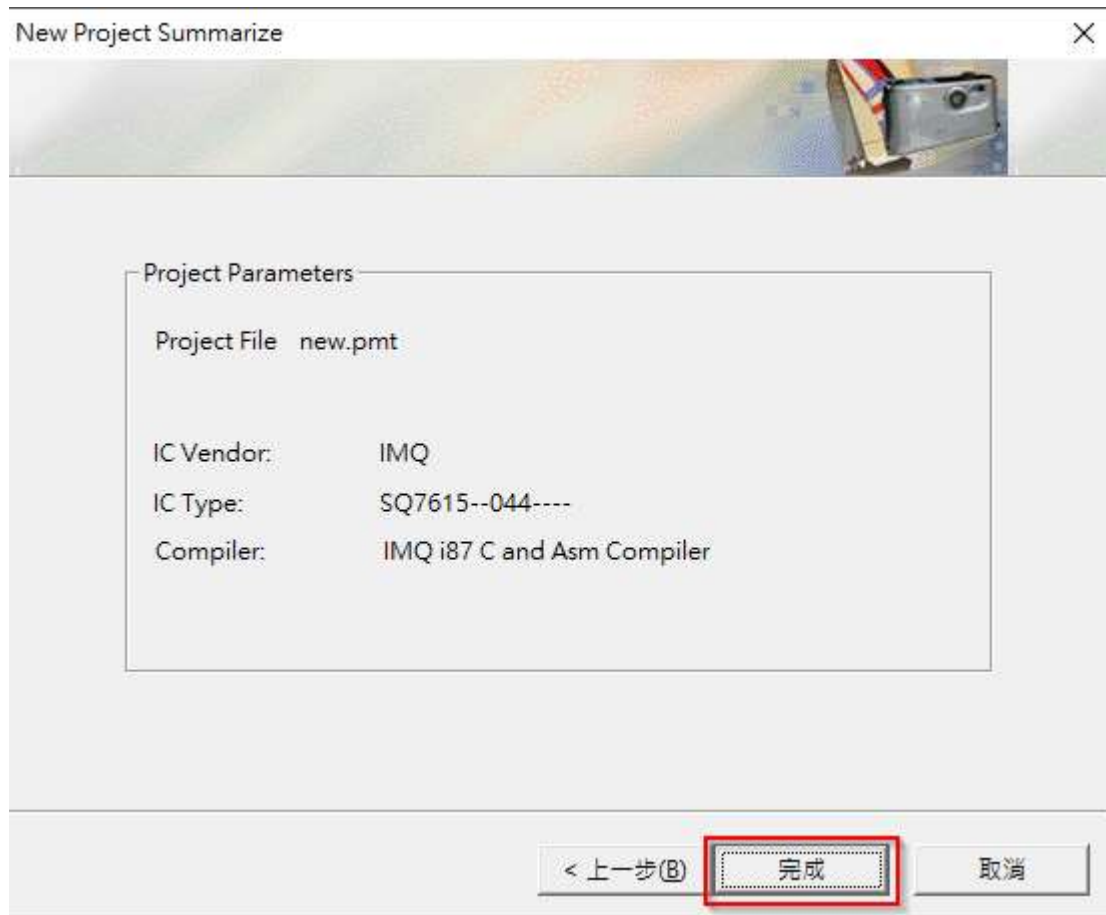 New Project Summarize
Project Parameters
Project File new.pmt
IC Vendor: IMQ
IC Type: SQ7615--044----
Compiler: IMQ i87 C and Asm Compiler
< 上一步(B) 完成 取消